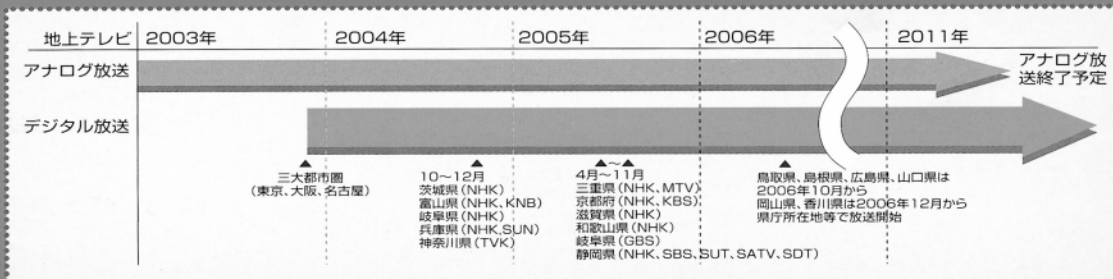 地上テレビ 2003年 2004年 2005年 2006年 2011年
アナログ放送
アナログ放
送終了予定
デジタル放送
三大都市圏
(東京、大阪、名古屋)
10〜12月
茨城県(NHK)
富山県(NHK、KNB)
岐阜県(NHK)
兵庫県(NHK、SUN)
神奈川県(TVK)
4月〜11月
三重県(NHK、MTV)
京都府(NHK、KBS)
滋賀県(NHK)
和歌山県(NHK)
岐阜県(GBS)
静岡県(NHK、SBS、SUT、SATV、SDT)
鳥取県、島根県、広島県、山口県は
2006年10月から
岡山県、香川県は2006年12月から
県庁所在地等で放送開始
〜